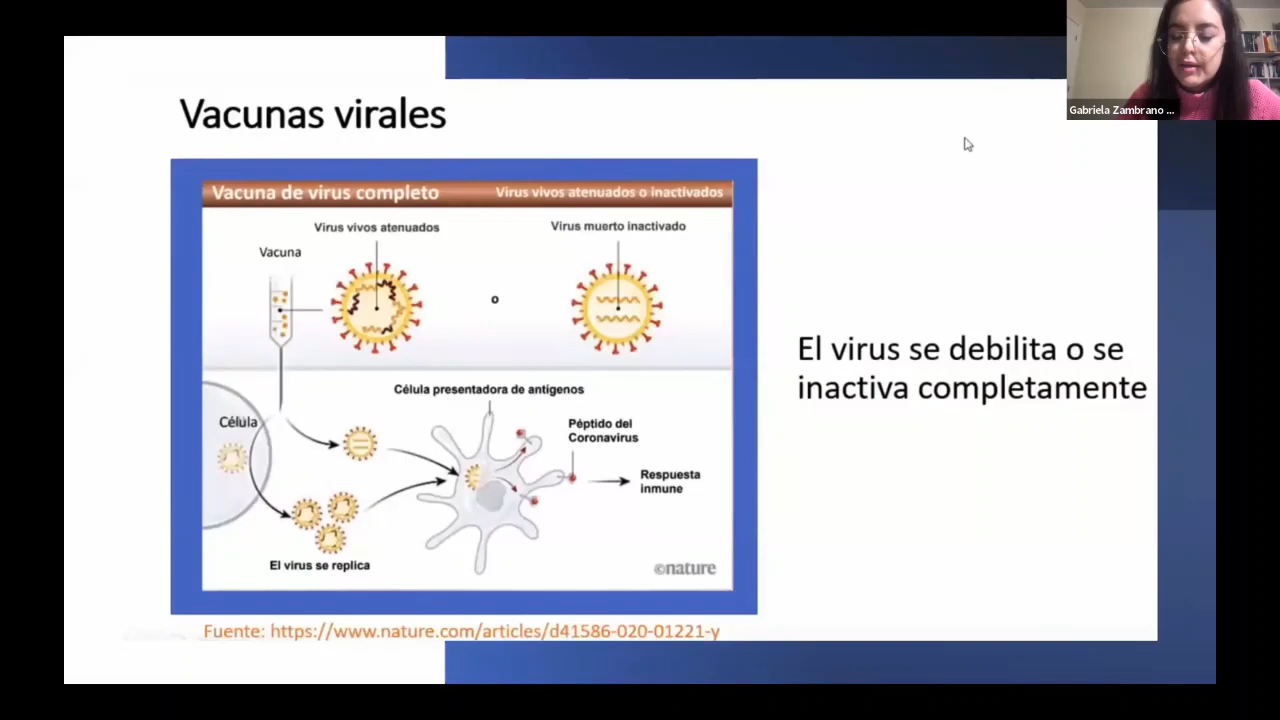 Gabriela Zambrano ...
Vacunas virales
Vacuna de virus completo
Virus vivos atenuados o inactivados
Virus vivos atenuados
Virus muerto inactivado
Vacuna
o
Célula presentadora de antígenos
Célula
Péptido del
Coronavirus
Respuesta
inmune
El virus se replica
©nature
El virus se debilita o se
inactiva completamente
Fuente: https://www.nature.com/articles/d41586-020-01221-y